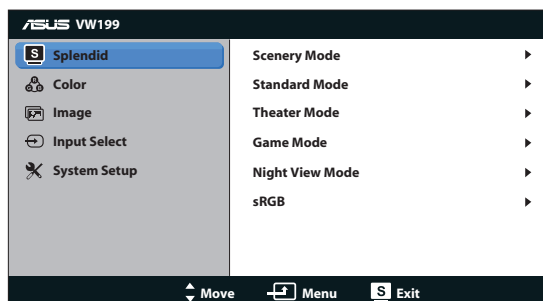 ASUS VW199
S Splendid
Color
Image
Input Select
System Setup
Scenery Mode
Standard Mode
Theater Mode
Game Mode
Night View Mode
sRGB
Move Menu S Exit